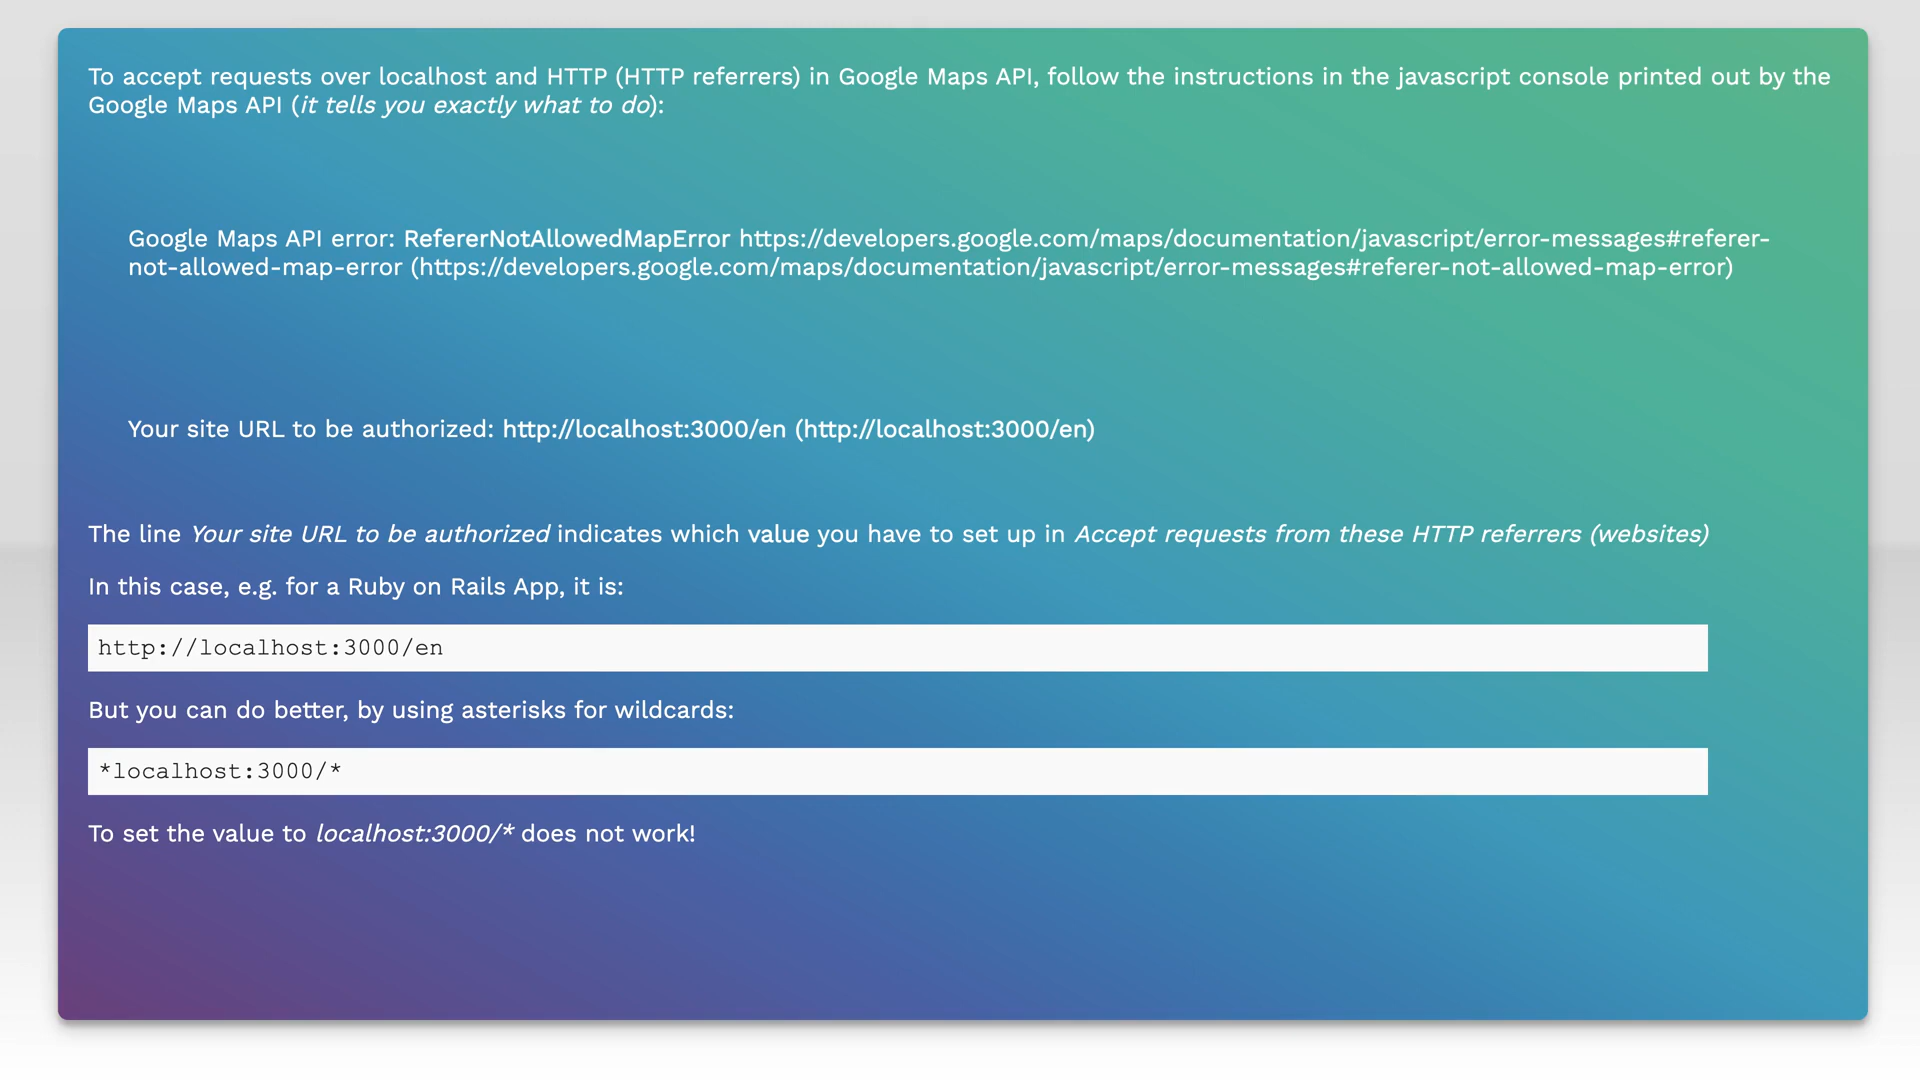 To accept requests over localhost and HTTP (HTTP referrers) in Google Maps API, follow the instructions in the javascript console printed out by the
Google Maps API (it tells you exactly what to do):
Google Maps API error: RefererNotAllowedMapError https://developers.google.com/maps/documentation/javascript/error-messages#referer-
not-allowed-map-error (https://developers.google.com/maps/documentation/javascript/error-messages#referer-not-allowed-map-error)
Your site URL to be authorized: http://localhost:3000/en (http://localhost:3000/en)
The line Your site URL to be authorized indicates which value you have to set up in Accept requests from these HTTP referrers (websites)
In this case, e.g. for a Ruby on Rails App, it is:
http://localhost:3000/en
But you can do better, by using asterisks for wildcards:
*localhost:3000/*
To set the value to localhost:3000/* does not work!